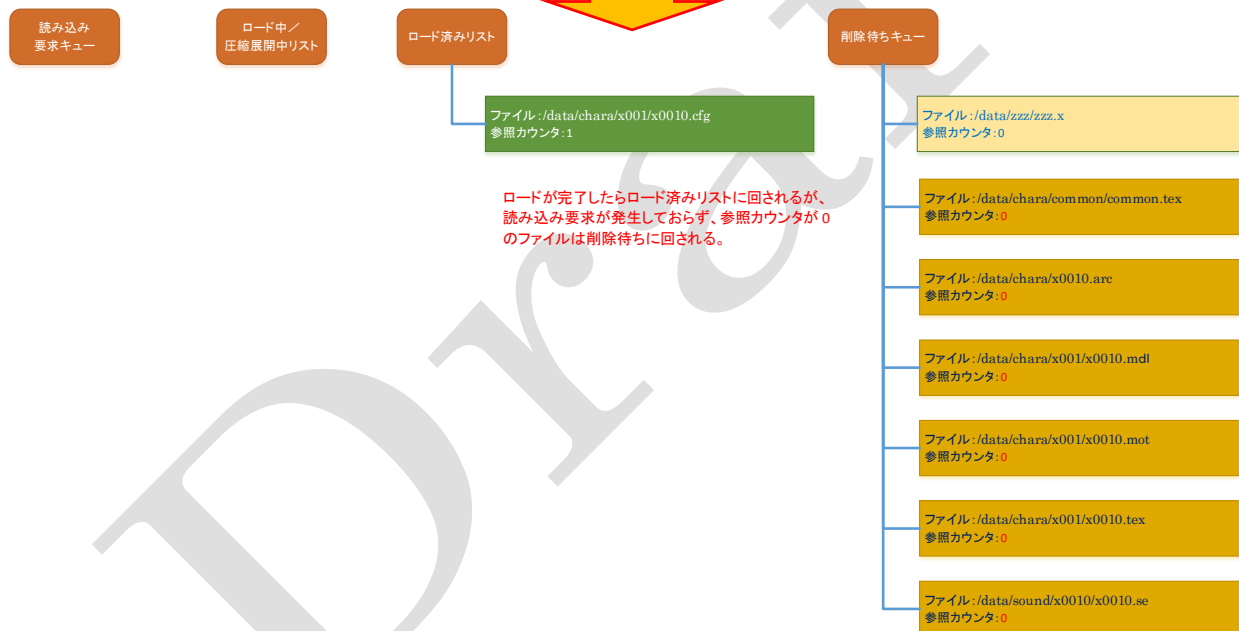 読み込み
要求キュー
ロード中／
圧縮展開中リスト
ロード済みリスト
削除待ちキュー
ファイル:/data/chara/x001/x0010.cfg
参照カウンタ:1
ロードが完了したらロード済みリストに回されるが、
読み込み要求が発生しておらず、参照カウンタが 0
のファイルは削除待ちに回される。
ファイル:/data/zzz/zzz.x
参照カウンタ:0
ファイル:/data/chara/common/common.tex
参照カウンタ:0
ファイル:/data/chara/x0010.arc
参照カウンタ:0
ファイル:/data/chara/x001/x0010.mdl
参照カウンタ:0
ファイル:/data/chara/x001/x0010.mot
参照カウンタ:0
ファイル:/data/chara/x001/x0010.tex
参照カウンタ:0
ファイル:/data/sound/x0010/x0010.se
参照カウンタ:0